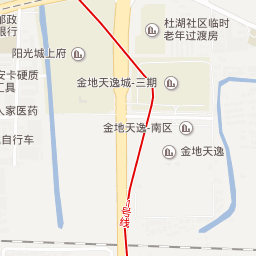 邮政
银行
杜湖社区临时
老年过渡房
阳光城上府
安卡硬质
工具
金地天逸城-三期
人家医药
金地天逸-南区
自行车
金地天逸
1号线